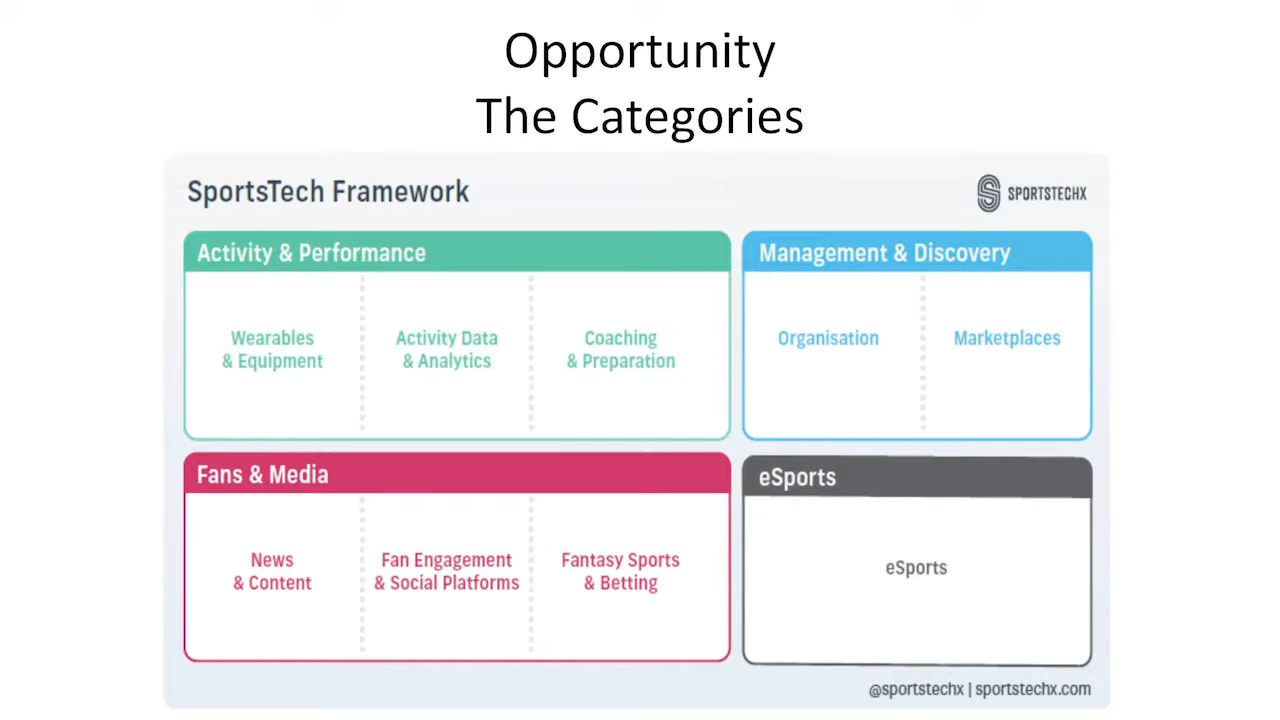 Opportunity
The Categories
SportsTech Framework
SPORTSTECHX
Activity & Performance
Wearables
& Equipment
Activity Data
& Analytics
Coaching
& Preparation
Management & Discovery
Organisation
Marketplaces
Fans & Media
News
& Content
Fan Engagement
& Social Platforms
Fantasy Sports
& Betting
eSports
eSports
@sportstechx | sportstechx.com